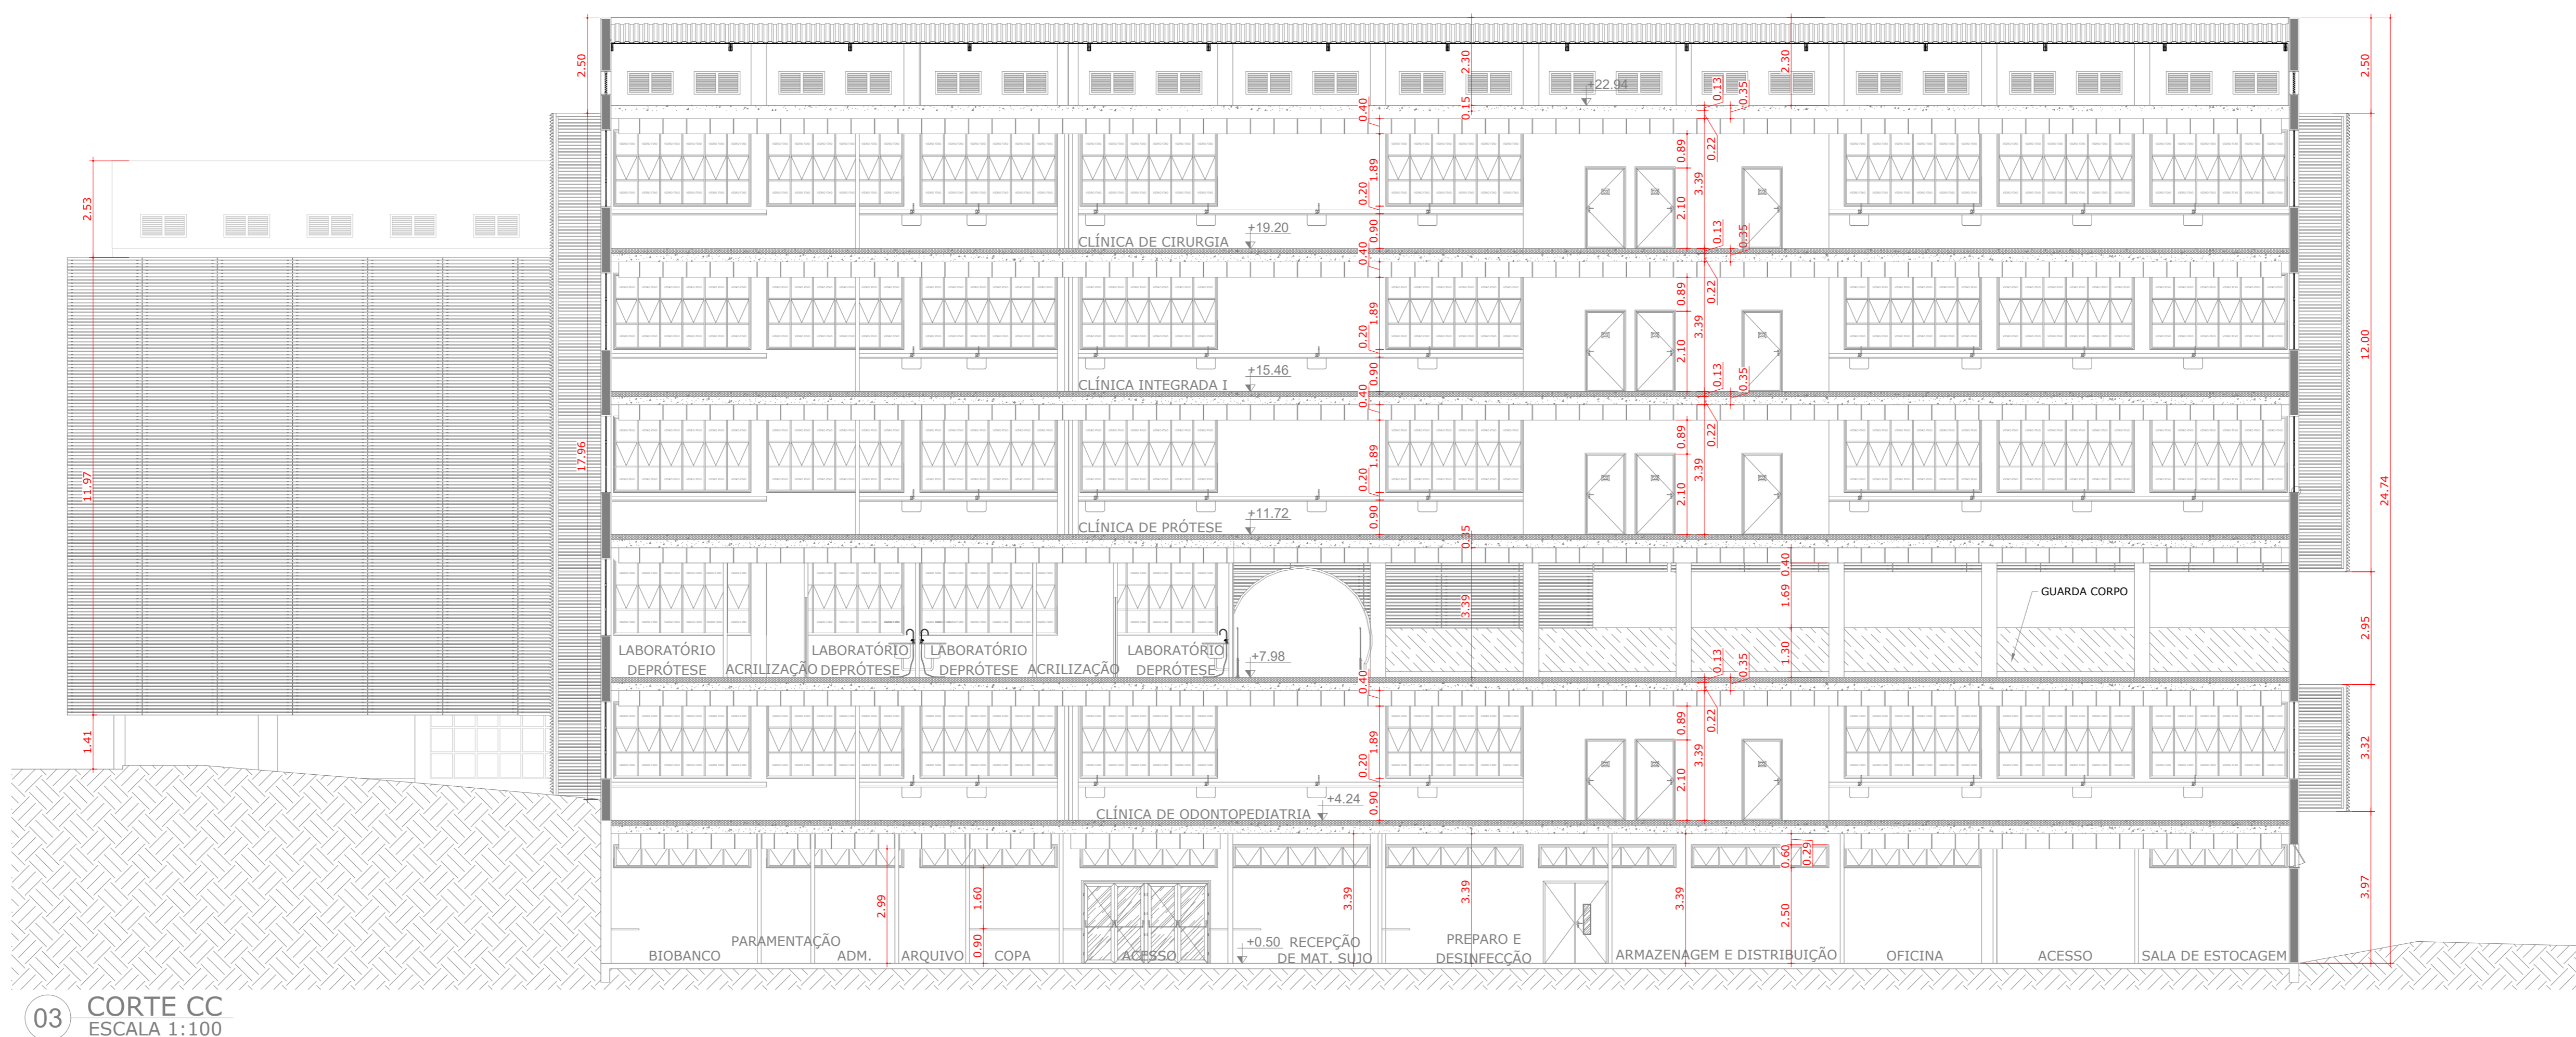 2.50
2.30
2.30
2.50
+22.94
0.13
0.35
0.40
0.15
0.22
0.89
1.89
3.39
2.53
0.20
2.10
0.90
CLÍNICA DE CIRURGIA
+19.20
0.13
0.35
0.40
0.22
0.89
1.89
3.39
12.00
0.20
2.10
0.90
CLÍNICA INTEGRADA I
+15.46
0.13
0.35
0.40
0.22
0.89
1.89
3.39
17.96
11.97
24.74
0.20
2.10
0.90
CLÍNICA DE PRÓTESE
+11.72
0.35
0.40
1.69
3.39
GUARDA CORPO
2.95
LABORATÓRIO
DEPRÓTESE
ACRILIZAÇÃO
LABORATÓRIO
DEPRÓTESE
LABORATÓRIO
DEPRÓTESE
ACRILIZAÇÃO
LABORATÓRIO
DEPRÓTESE
+7.98
1.30
0.13
0.35
0.40
0.22
0.89
1.89
3.39
1.41
3.32
0.20
2.10
0.90
CLÍNICA DE ODONTOPEDIATRIA
+4.24
0.60
0.29
2.99
1.60
3.39
3.39
3.39
2.50
3.97
0.90
BIOBANCO
PARAMENTAÇÃO
ADM.
ARQUIVO
COPA
ACESSO
+0.50
RECEPÇÃO
DE MAT. SUJO
PREPARO E
DESINFECÇÃO
ARMAZENAGEM E DISTRIBUIÇÃO
OFICINA
ACESSO
SALA DE ESTOCAGEM
03
CORTE CC
ESCALA 1:100